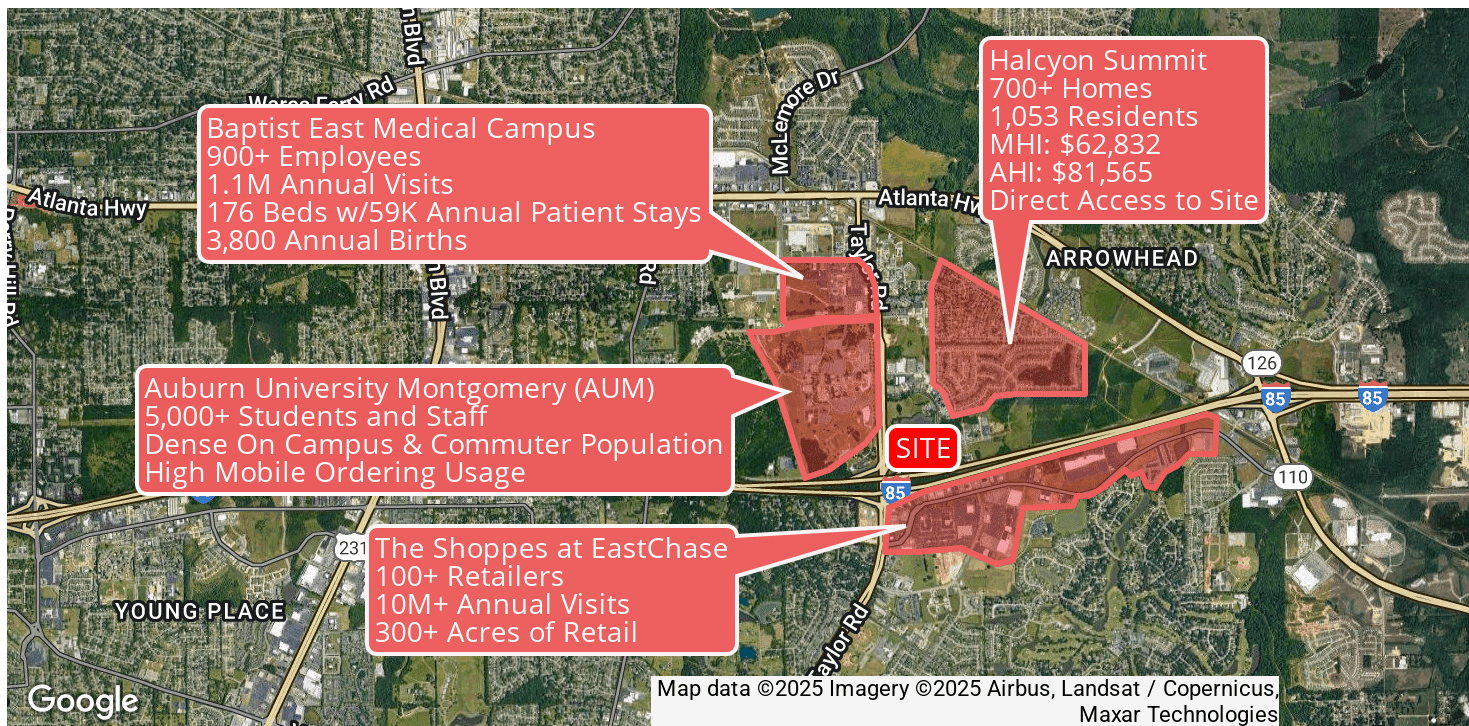 n Blvd
Wares Ferry Rd
McLemore Dr
Halcyon Summit
700+ Homes
1,053 Residents
MHI: $62,832
AHI: $81,565
Direct Access to Site
Baptist East Medical Campus
900+ Employees
1.1M Annual Visits
176 Beds w/59K Annual Patient Stays
3,800 Annual Births
Atlanta Hwy
Atlanta Hw
Taylor Rd
ARROWHEAD
Rd
n Blvd
126
85
85
Auburn University Montgomery (AUM)
5,000+ Students and Staff
Dense On Campus & Commuter Population
High Mobile Ordering Usage
SITE
85
110
231
The Shoppes at EastChase
100+ Retailers
10M+ Annual Visits
300+ Acres of Retail
YOUNG PLACE
Taylor Rd
Google
Map data ©2025 Imagery ©2025 Airbus, Landsat / Copernicus,
Maxar Technologies